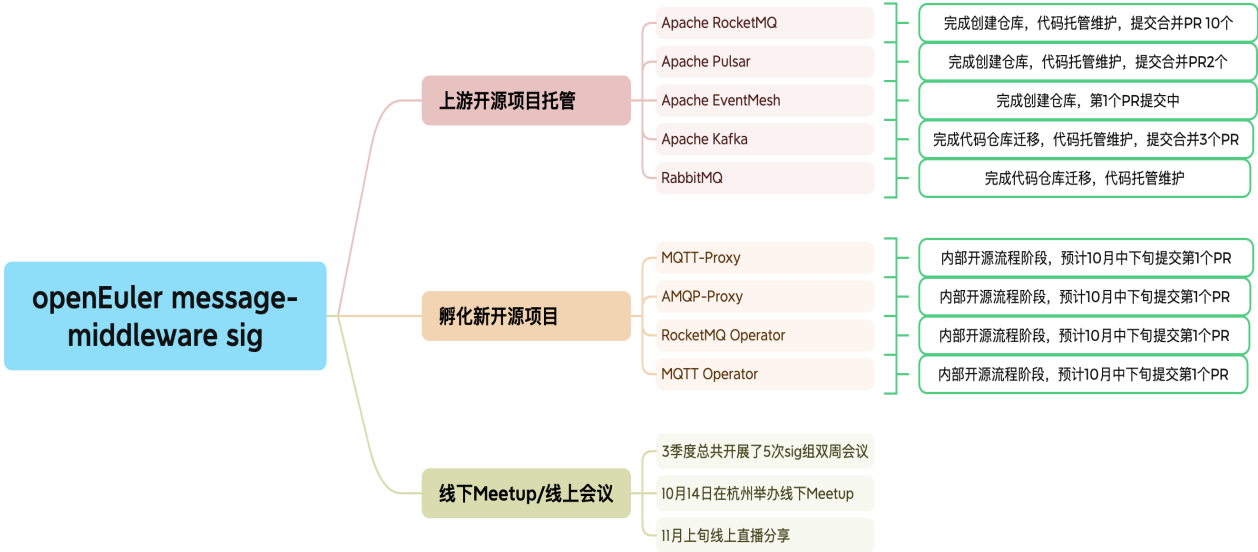 openEuler message-
middleware sig
上游开源项目托管
Apache RocketMQ
完成创建仓库，代码托管维护，提交合并PR 10个
Apache Pulsar
完成创建仓库，代码托管维护，提交合并PR2个
Apache EventMesh
完成创建仓库，第1个PR提交中
Apache Kafka
完成代码仓库迁移，代码托管维护，提交合并3个PR
RabbitMQ
完成代码仓库迁移，代码托管维护
孵化新开源项目
MQTT-Proxy
内部开源流程阶段，预计10月中下旬提交第1个PR
AMQP-Proxy
内部开源流程阶段，预计10月中下旬提交第1个PR
RocketMQ Operator
内部开源流程阶段，预计10月中下旬提交第1个PR
MQTT Operator
内部开源流程阶段，预计10月中下旬提交第1个PR
线下Meetup/线上会议
3季度总共开展了5次sig组双周会议
10月14日在杭州举办线下Meetup
11月上旬线上直播分享